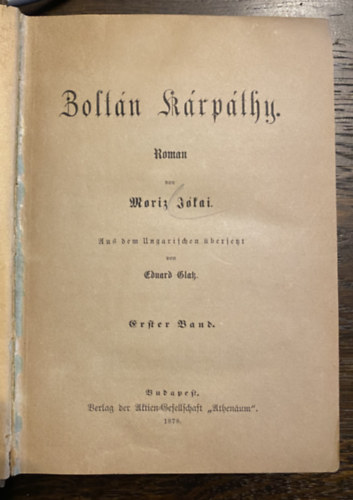 Zoltán Kárpáthy.
Roman
von
Moriz Jókai.
Aus dem Ungarischen übersetzt
von
Eduard Glatz.
Erster Band.
Budapest.
Verlag der Aktien-Gesellschaft „Athenäum“.
1878.